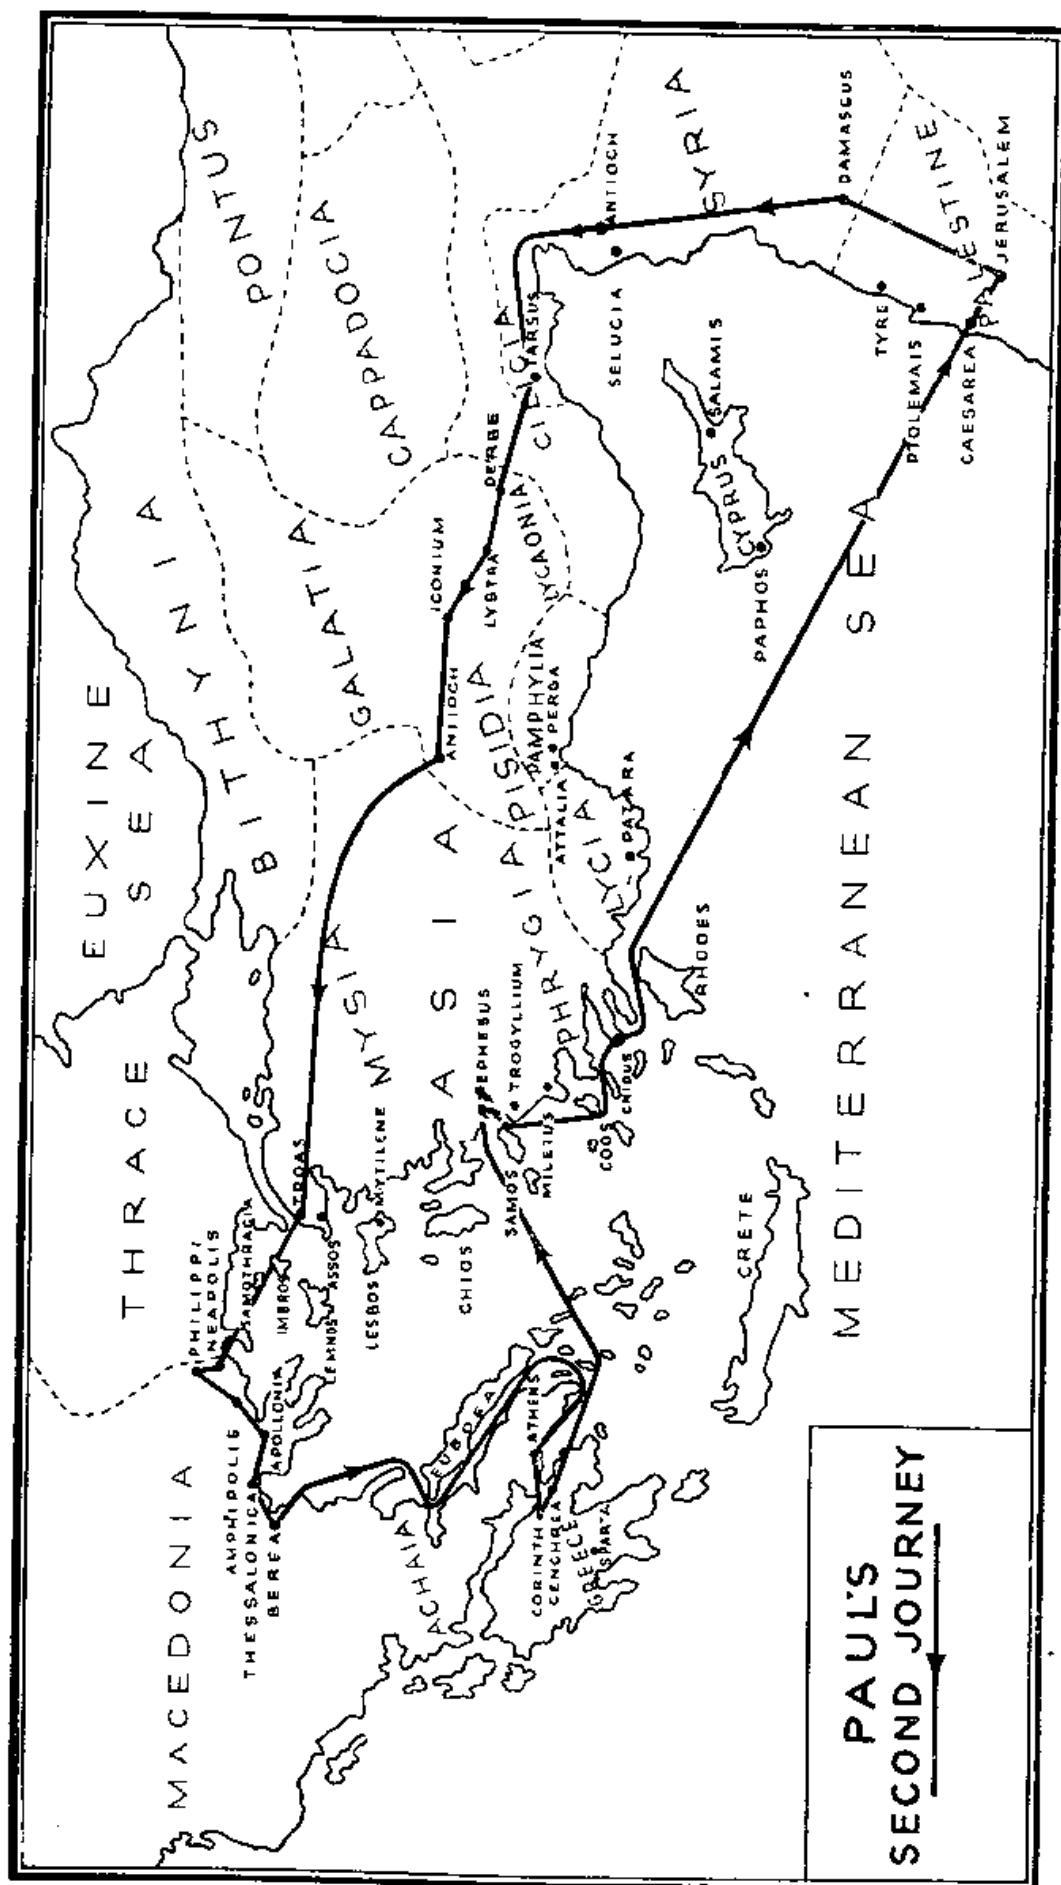 MACEDONIA
THRACE
EUXINE
SEA
BITHYNIA
PONTUS
GALATIA
CAPPADOCIA
PHILIPPI
NEAPOLIS
AMPHIPOLIS
THESSALONICA
BEREA
APOLLONIA
SAMOTHRACIA
IMBROS
LEMNOS
TROAS
ASSOS
LESBOS
MYTILENE
MYSIA
ASIA
ANTIOCH
ICONIUM
LYSTRA
DERBE
TARSUS
CILICIA
LYCAONIA
PISIDIA
PAMPHYLIA
PERGA
ATTALIA
PHRYGIA
LYCIA
PATARA
ACHAIA
EUBOEA
CHIOS
EPHESUS
TROGYLLIUM
SAMOS
MILETUS
ATHENS
CORINTH
CENCHREA
GREECE
SPARTA
COOS
CNIDUS
RHODES
CRETE
MEDITERRANEAN SEA
CYPRUS
SALAMIS
PAPHOS
SELUCIA
ANTIOCH
SYRIA
DAMASCUS
TYRE
PTOLEMAIS
CAESAREA
PALESTINE
JERUSALEM
PAUL'S
SECOND JOURNEY